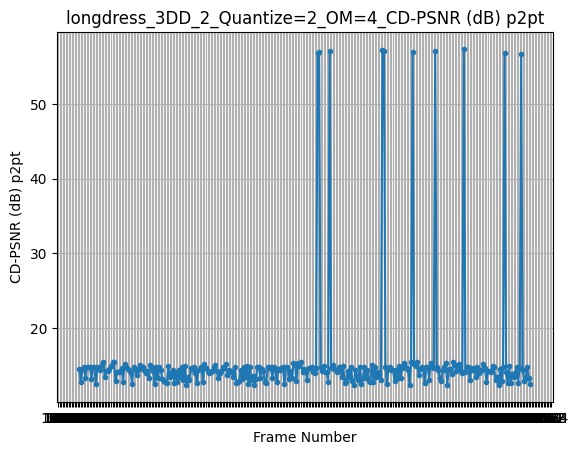 longdress_3DD_2_Quantize=2_OM=4_CD-PSNR (dB) p2pt
CD-PSNR (dB) p2pt
50
40
30
20
Frame Number